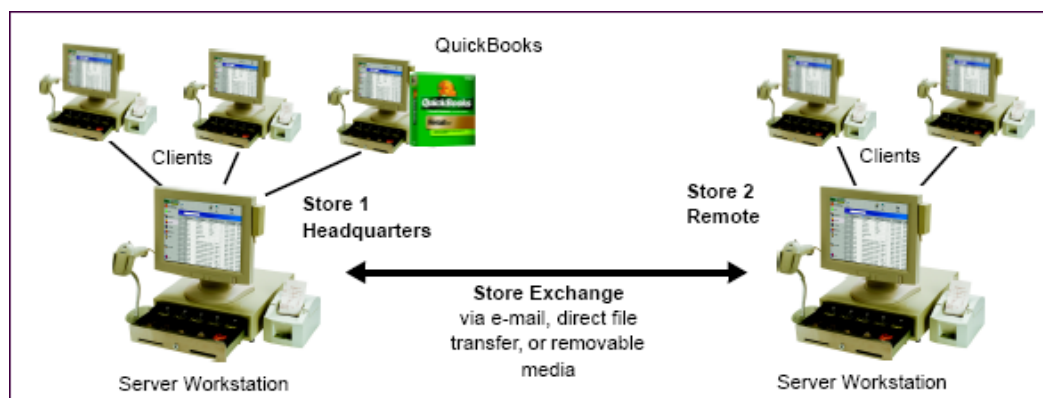 QuickBooks
QuickBooks
Clients
Clients
Store 1
Headquarters
Store 2
Remote
Store Exchange
via e-mail, direct file
transfer, or removable
media
Server Workstation
Server Workstation